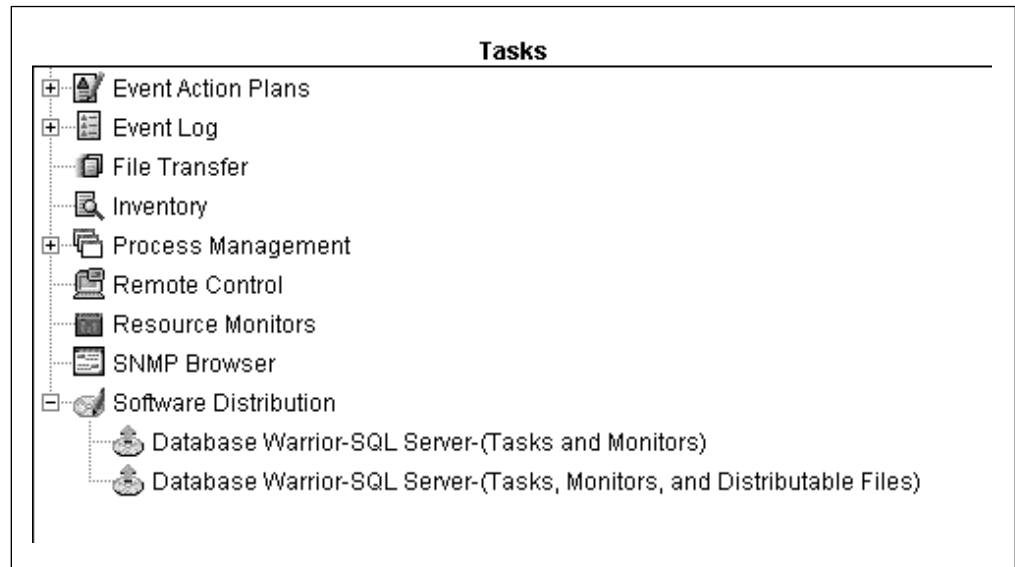 Tasks
Event Action Plans
Event Log
File Transfer
Inventory
Process Management
Remote Control
Resource Monitors
SNMP Browser
Software Distribution
Database Warrior-SQL Server-(Tasks and Monitors)
Database Warrior-SQL Server-(Tasks, Monitors, and Distributable Files)